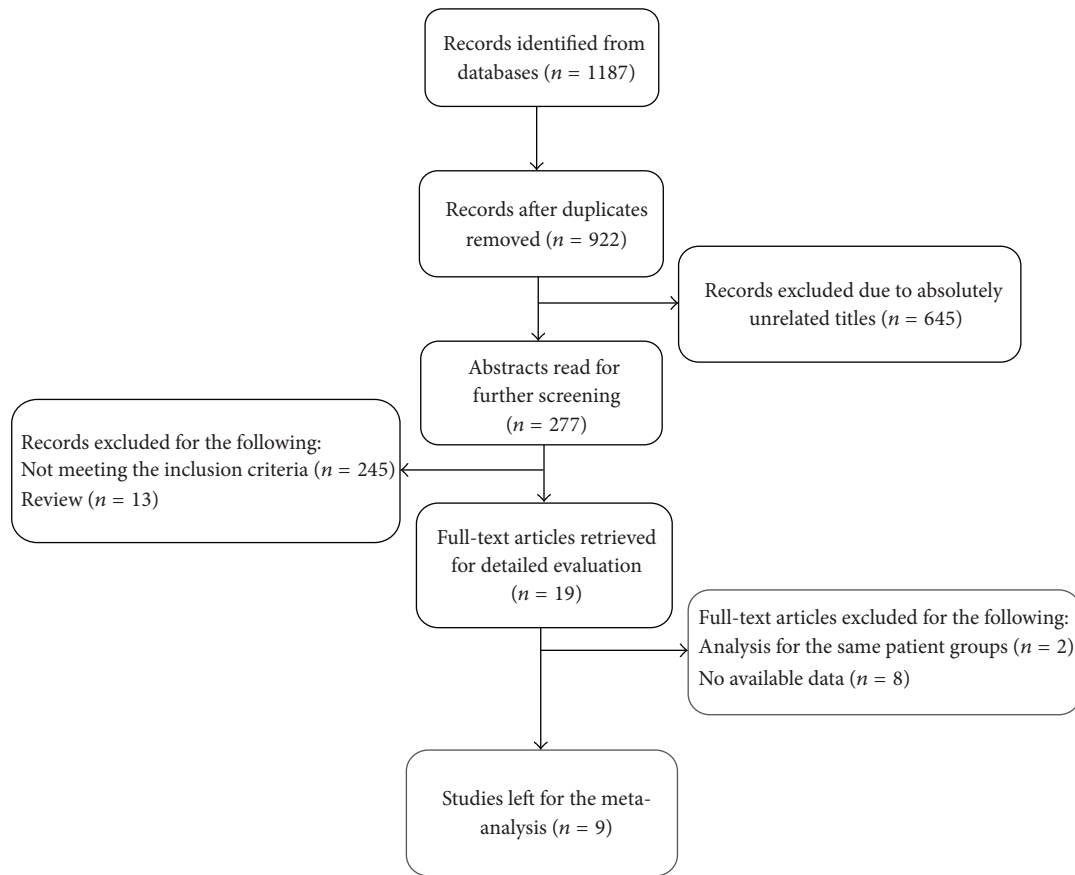 Records identified from
databases (n = 1187)
Records after duplicates
removed (n = 922)
Records excluded due to absolutely
unrelated titles (n = 645)
Abstracts read for
further screening
(n = 277)
Records excluded for the following:
Not meeting the inclusion criteria (n = 245)
Review (n = 13)
Full-text articles retrieved
for detailed evaluation
(n = 19)
Full-text articles excluded for the following:
Analysis for the same patient groups (n = 2)
No available data (n = 8)
Studies left for the meta-
analysis (n = 9)